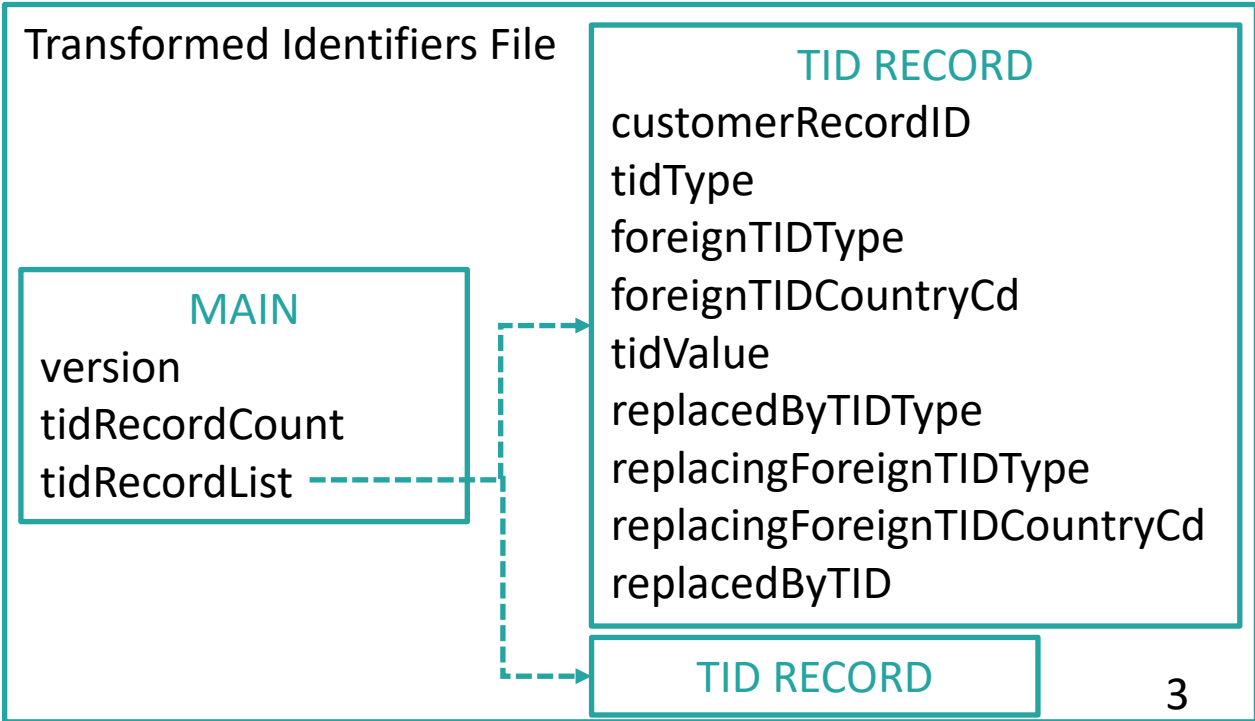 Transformed Identifiers File
MAIN
version
tidRecordCount
tidRecordList
TID RECORD
customerRecordID
tidType
foreignTIDType
foreignTIDCountryCd
tidValue
replacedByTIDType
replacingForeignTIDType
replacingForeignTIDCountryCd
replacedByTID
TID RECORD
3